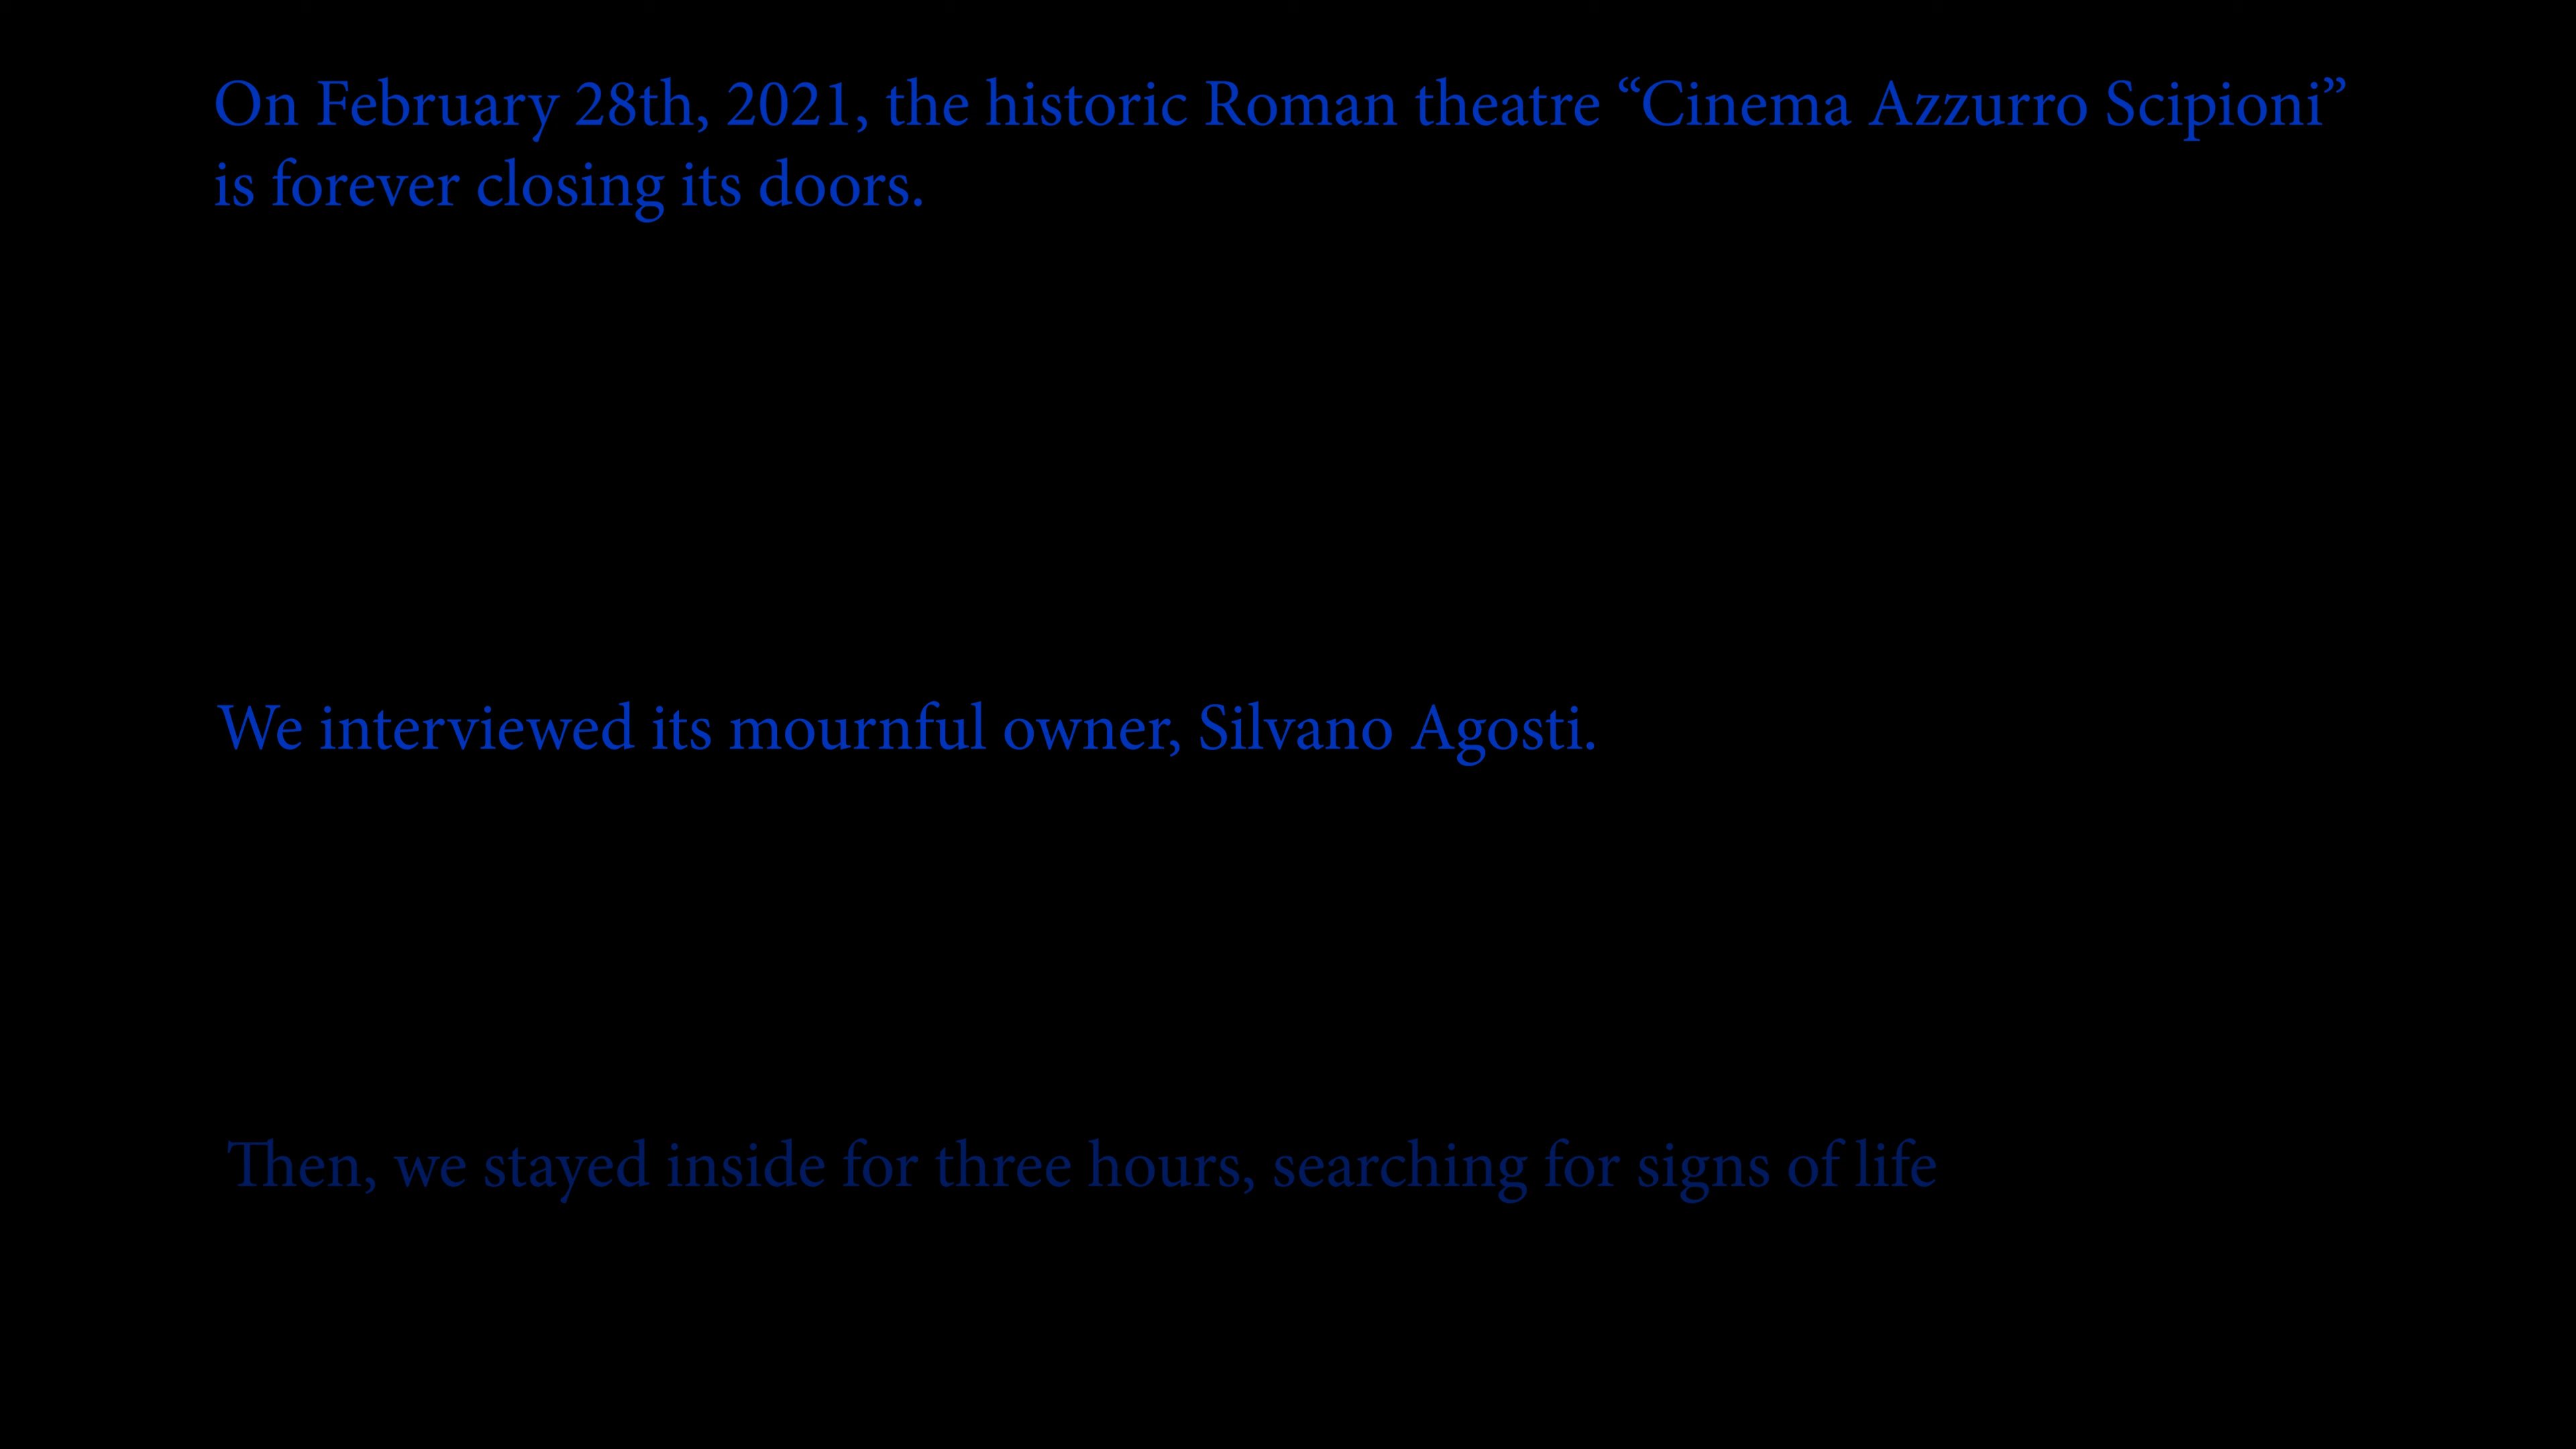 On February 28th, 2021, the historic Roman theatre “Cinema Azzurro Scipioni”
is forever closing its doors.
We interviewed its mournful owner, Silvano Agosti.
Then, we stayed inside for three hours, searching for signs of life